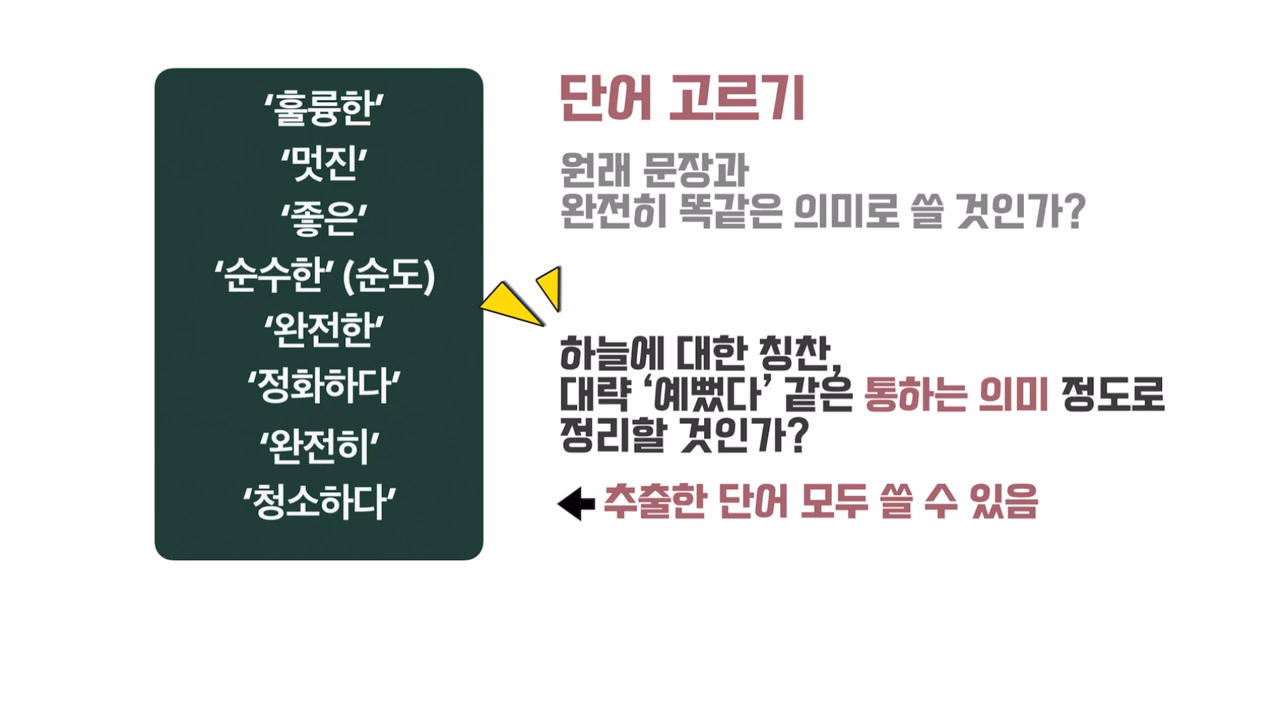 ‘훌륭한’
‘멋진’
‘좋은’
‘순수한’ (순도)
‘완전한’
‘정화하다’
‘완전히’
‘청소하다’
단어 고르기
원래 문장과
완전히 똑같은 의미로 쓸 것인가?
하늘에 대한 칭찬,
대략 ‘예뻤다’ 같은 통하는 의미 정도로
정리할 것인가?
추출한 단어 모두 쓸 수 있음